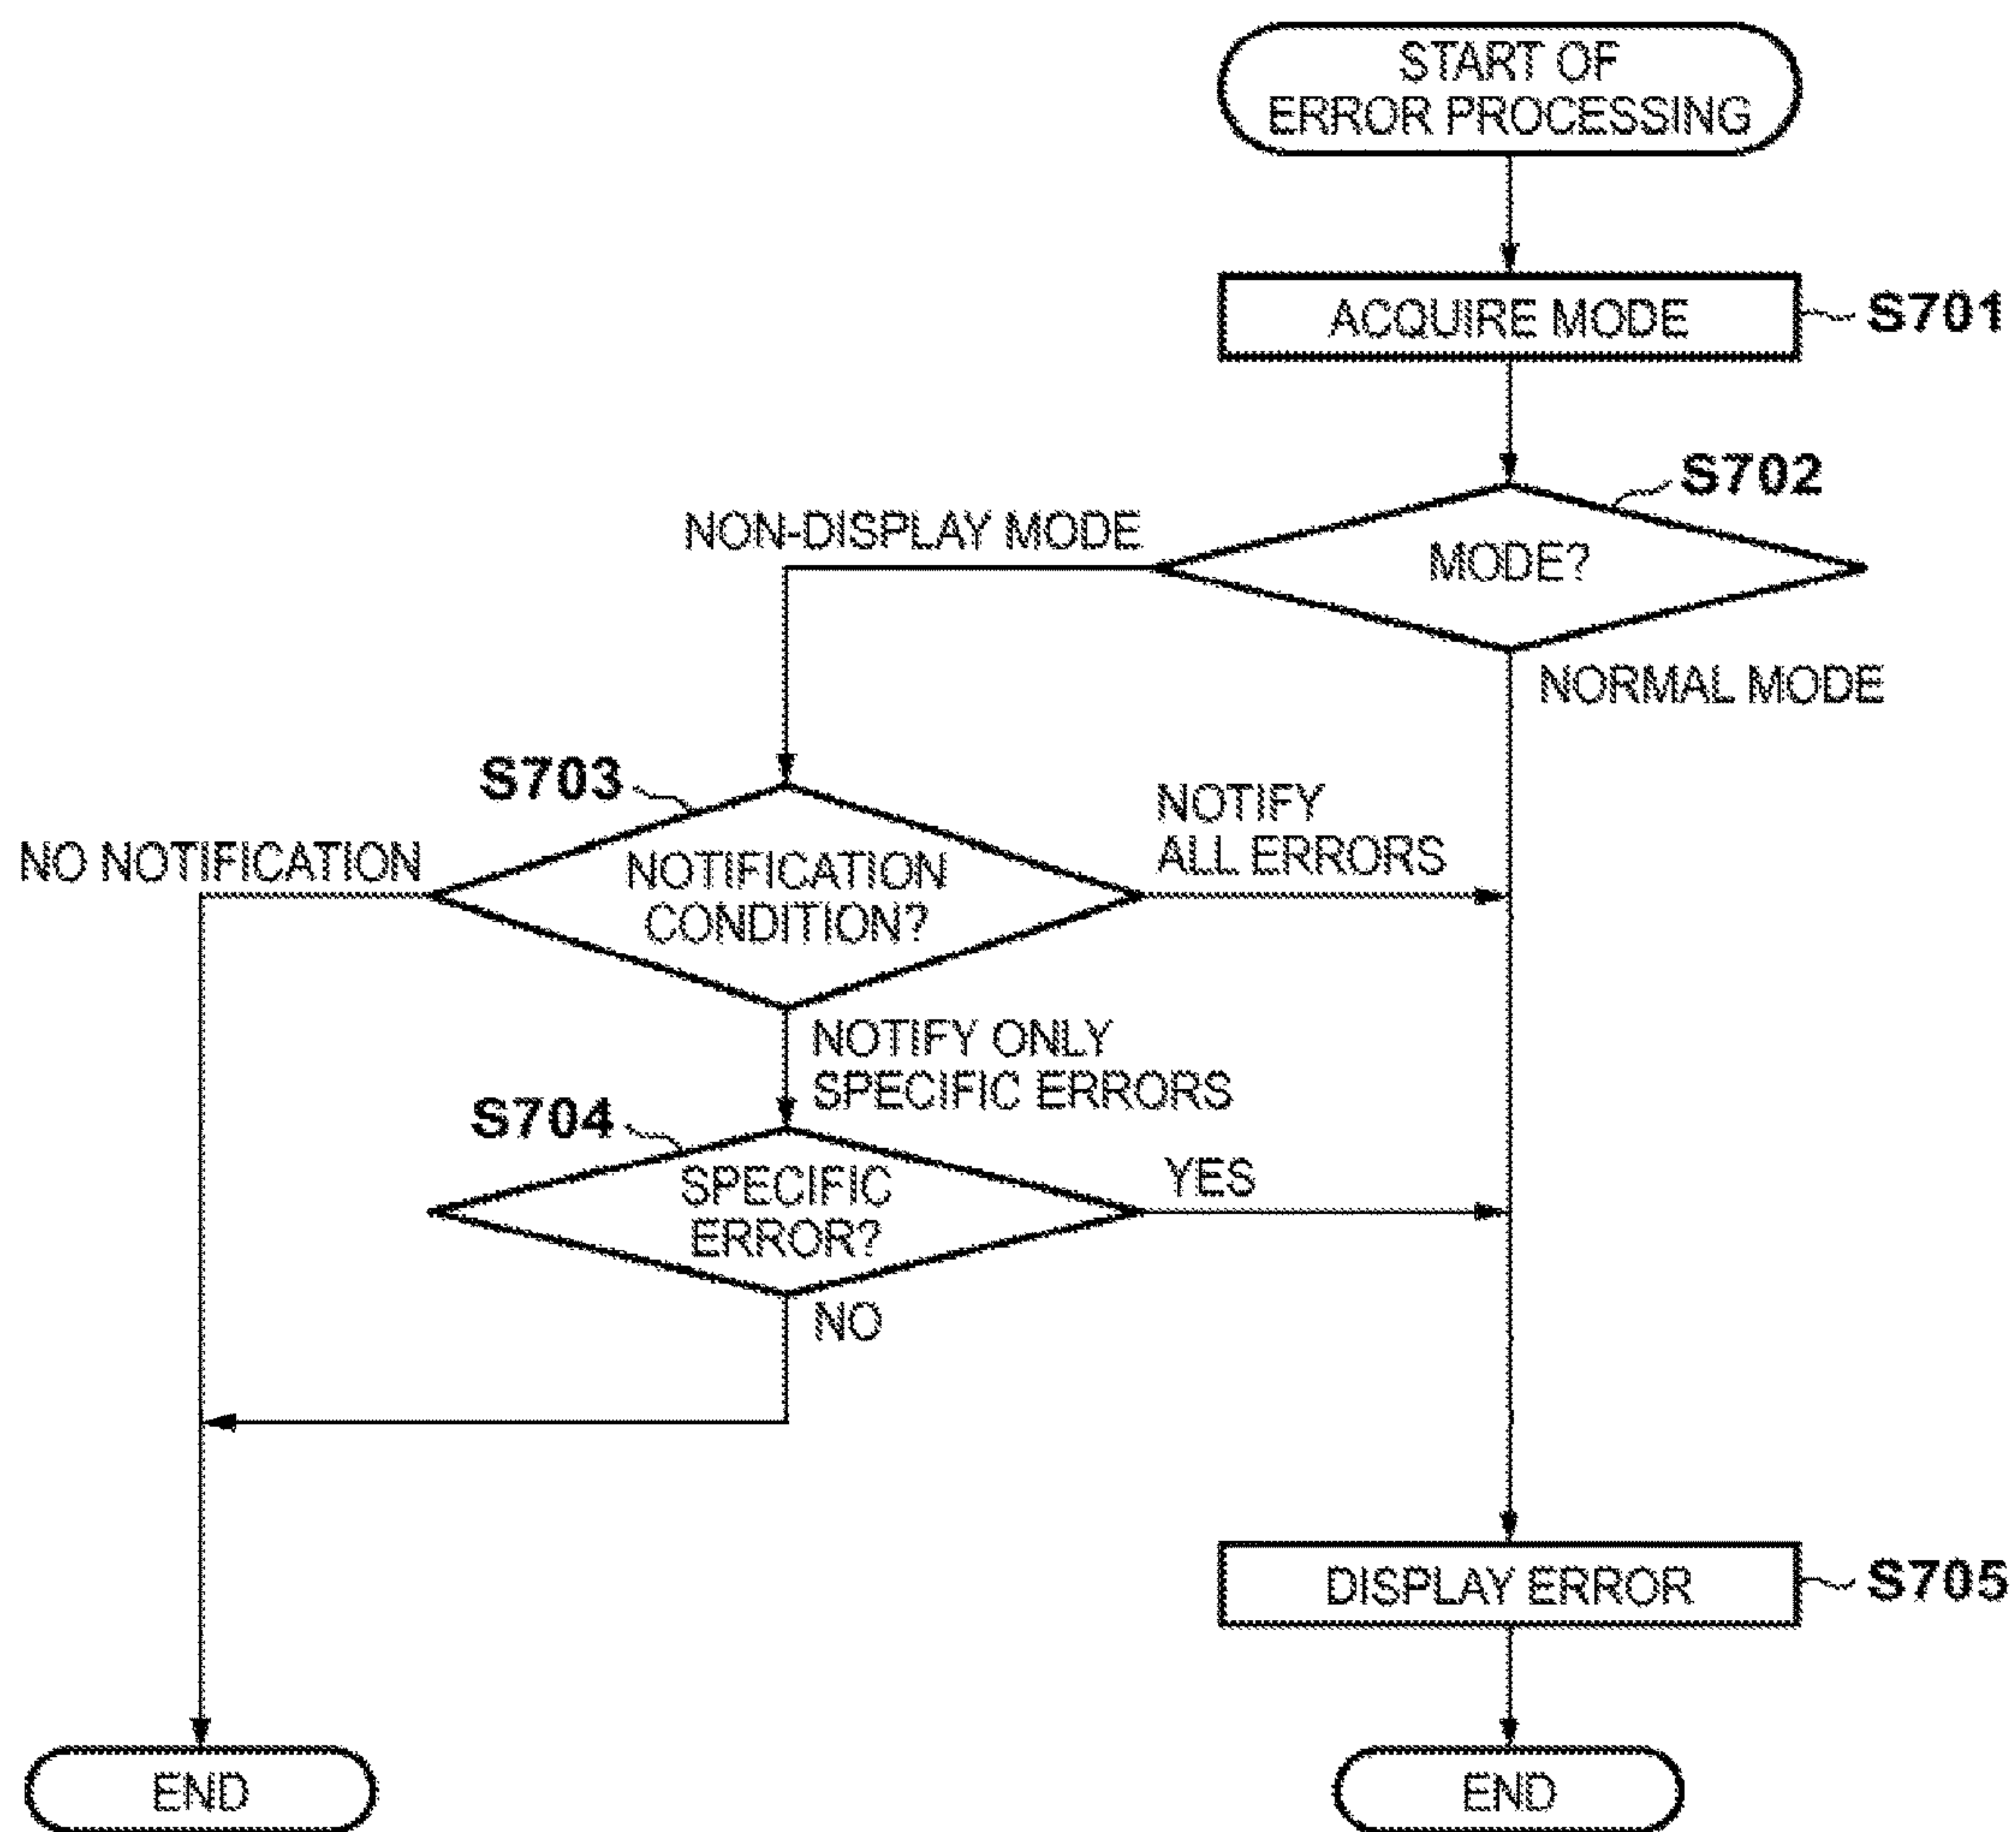 START OF
ERROR PROCESSING
ACQUIRE MODE
S701
S702
NON-DISPLAY MODE
MODE?
NORMAL MODE
S703
NO NOTIFICATION
NOTIFICATION
CONDITION?
NOTIFY
ALL ERRORS
NOTIFY ONLY
SPECIFIC ERRORS
S704
SPECIFIC
ERROR?
YES
NO
DISPLAY ERROR
S705
END
END